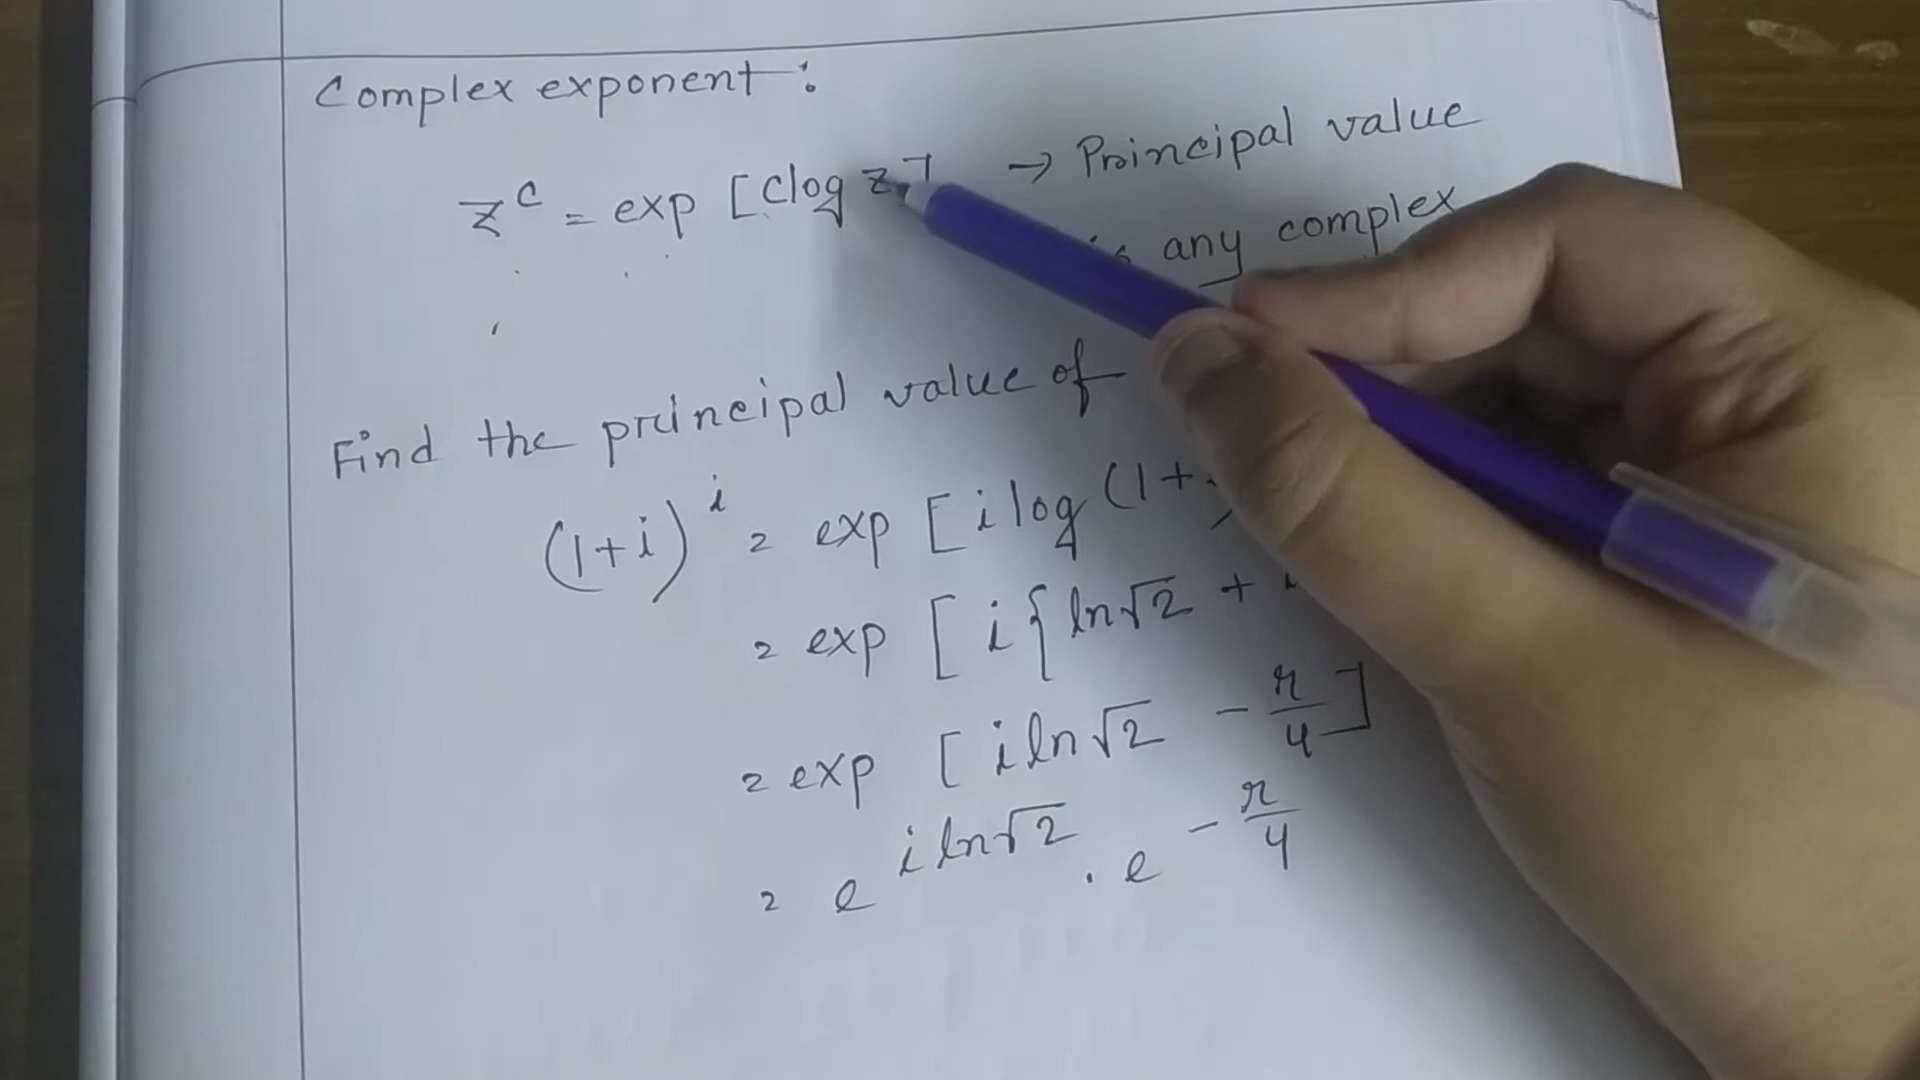 Complex exponent:
z^c = exp [c log z] → Principal value
any complex
Find the principal value of
(1+i)^i = exp [i log (1+
= exp [i{ln√2 +
= exp [i ln√2 - π/4]
= e^(i ln√2) . e^(-π/4)